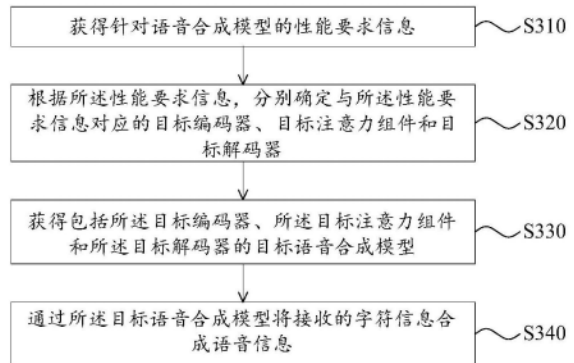 获得针对语音合成模型的性能要求信息
S310
根据所述性能要求信息，分别确定与所述性能要
求信息对应的目标编码器、目标注意力组件和目
标解码器
S320
获得包括所述目标编码器、所述目标注意力组件
和所述目标解码器的目标语音合成模型
S330
通过所述目标语音合成模型将接收的字符信息合
成语音信息
S340